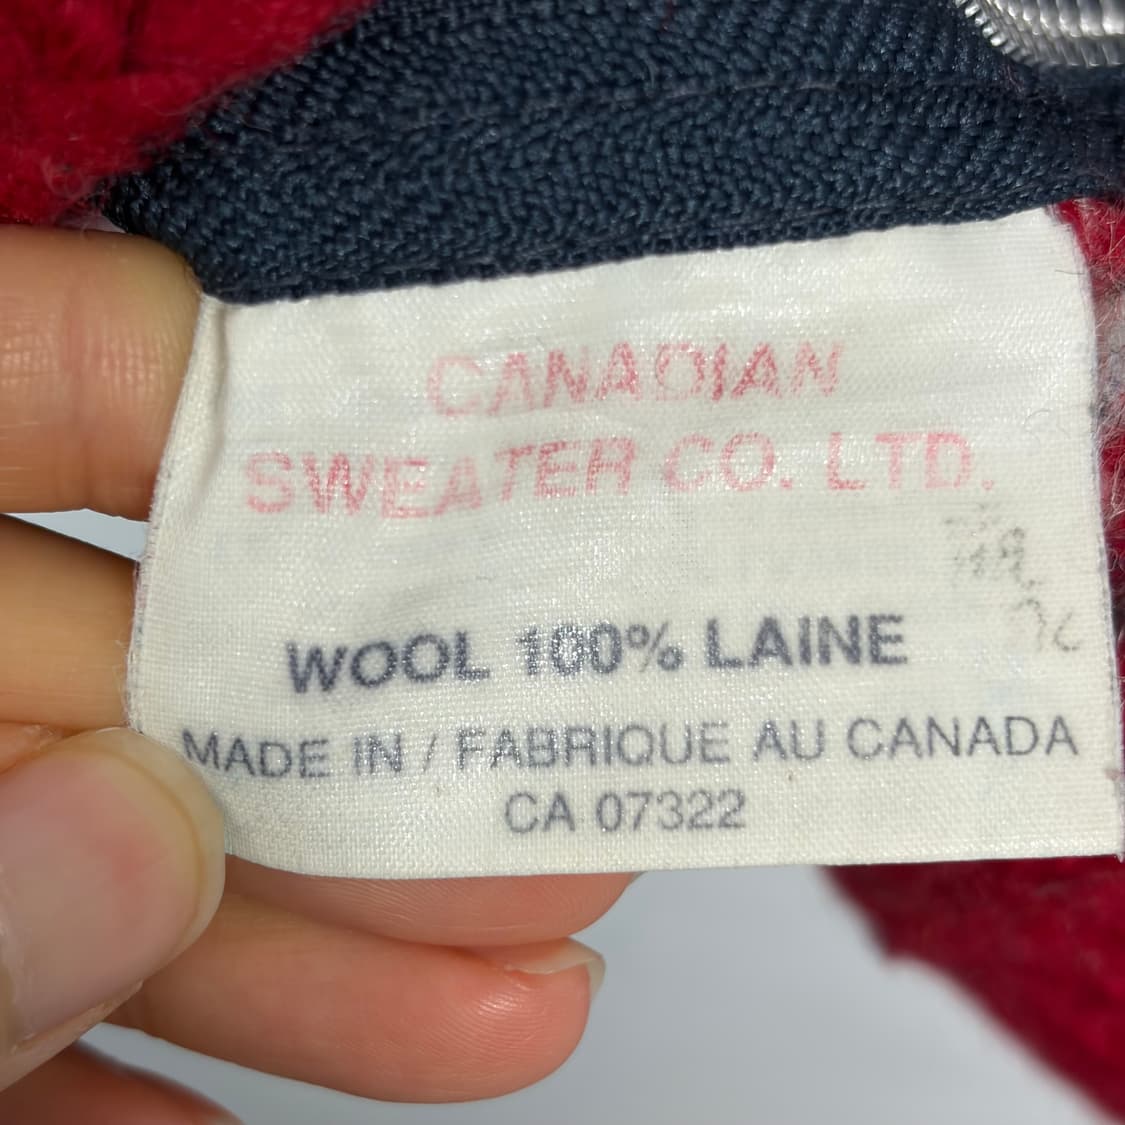 CANADIAN
SWEATER CO. LTD.
WOOL 100% LAINE
MADE IN / FABRIQUE AU CANADA
CA 07322